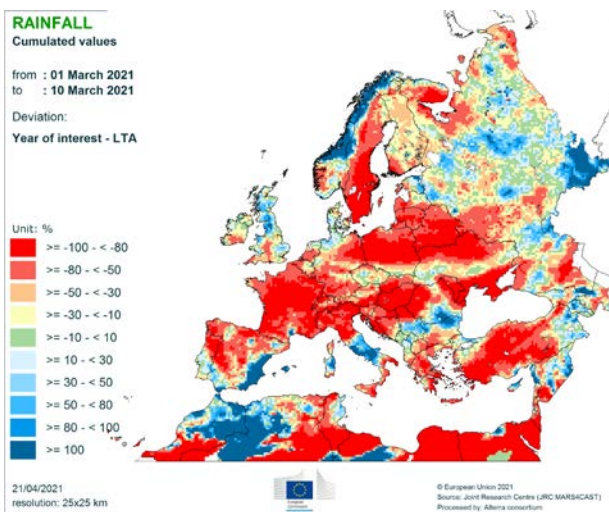 RAINFALL
Cumulated values
from : 01 March 2021
to : 10 March 2021
Deviation:
Year of interest - LTA
Unit: %
>= -100 - < -80
>= -80 - < -50
>= -50 - < -30
>= -30 - < -10
>= -10 - < 10
>= 10 - < 30
>= 30 - < 50
>= 50 - < 80
>= 80 - < 100
>= 100
21/04/2021
resolution: 25x25 km
© European Union 2021
Source: Joint Research Centre (JRC MARS4CAST)
Processed by: Alterra consortium